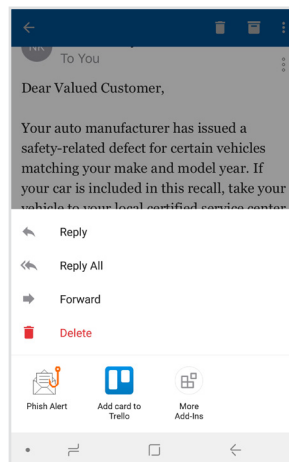 NR
To You
Dear Valued Customer,
Your auto manufacturer has issued a
safety-related defect for certain vehicles
matching your make and model year. If
your car is included in this recall, take your
vehicle to your local certified service center
Reply
Reply All
Forward
Delete
Phish Alert
Add card to
Trello
More
Add-Ins